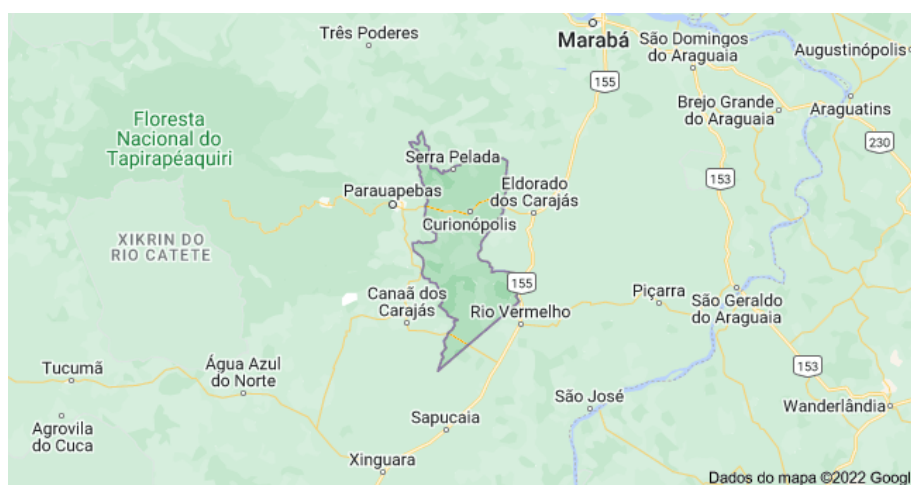 Três Poderes
Marabá
São Domingos
do Araguaia
Augustinópolis
155
Brejo Grande
do Araguaia
Araguatins
Floresta
Nacional do
Tapirapéaquiri
230
Serra Pelada
153
Parauapebas
Eldorado
dos Carajás
Curionópolis
XIKRIN DO
RIO CATETE
155
Canaã dos
Carajás
Rio Vermelho
Piçarra
São Geraldo
do Araguaia
Tucumã
Água Azul
do Norte
153
São José
Wanderlândia
Agrovila
do Cuca
Sapucaia
Xinguara
Dados do mapa ©2022 Googl